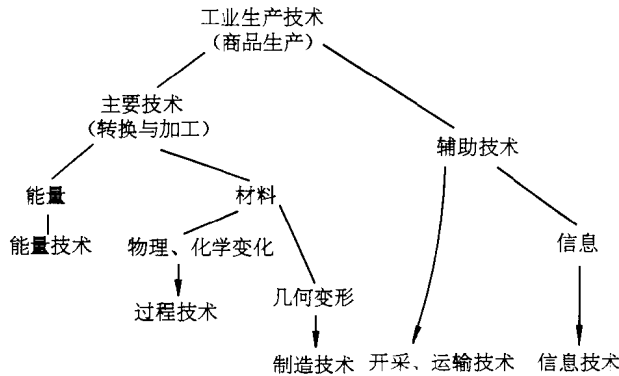 工业生产技术
（商品生产）
主要技术
（转换与加工）
辅助技术
能量
材料
能量技术
物理、化学变化
信息
过程技术
几何变形
制造技术
开采、运输技术
信息技术